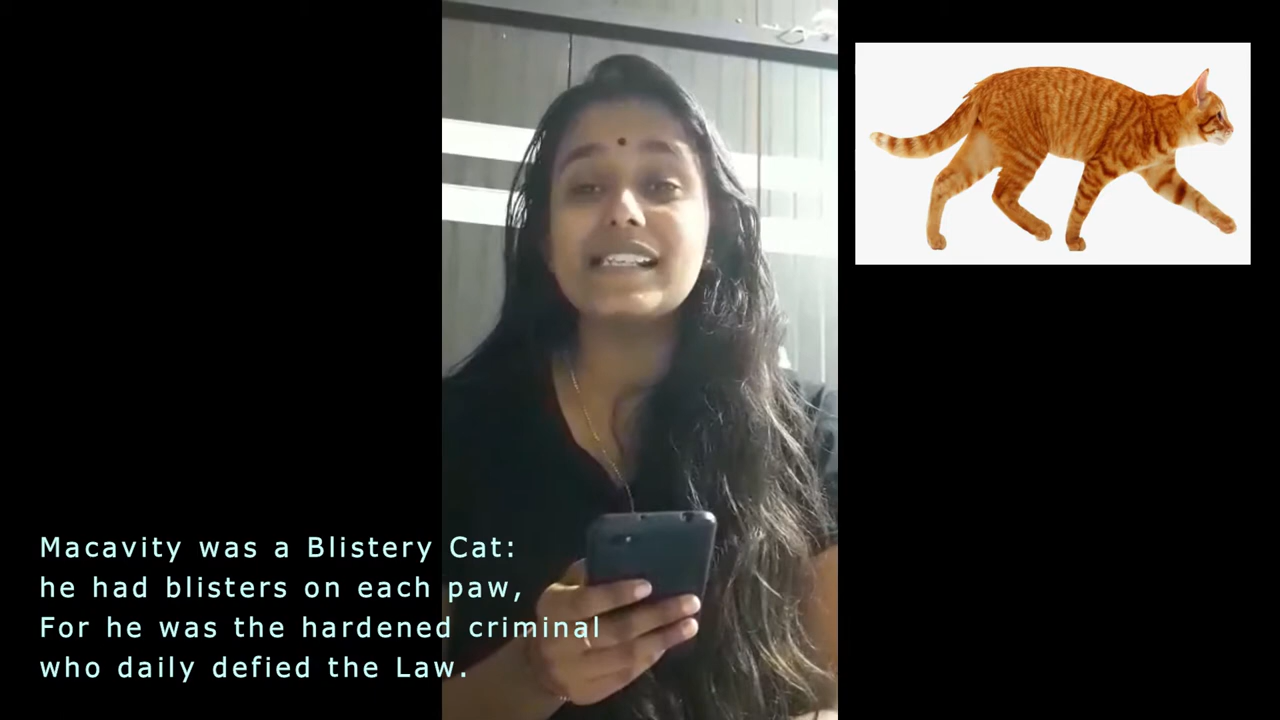 Macavity was a Blistery Cat:
he had blisters on each paw,
For he was the hardened criminal
who daily defied the Law.